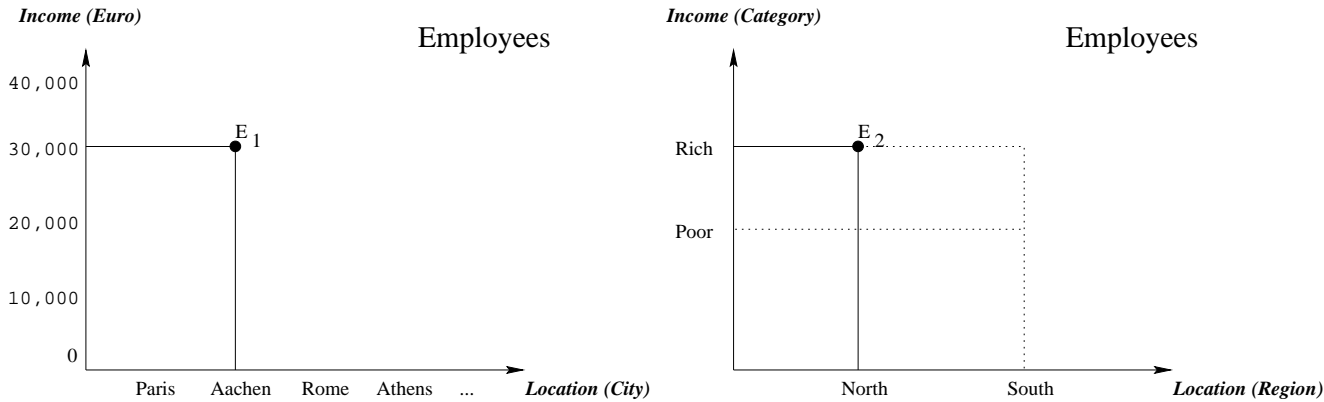 Income (Euro)
Employees
40,000
30,000
20,000
10,000
0
E 1
Paris Aachen Rome Athens ... Location (City)
Income (Category)
Employees
Rich
Poor
E 2
North South Location (Region)